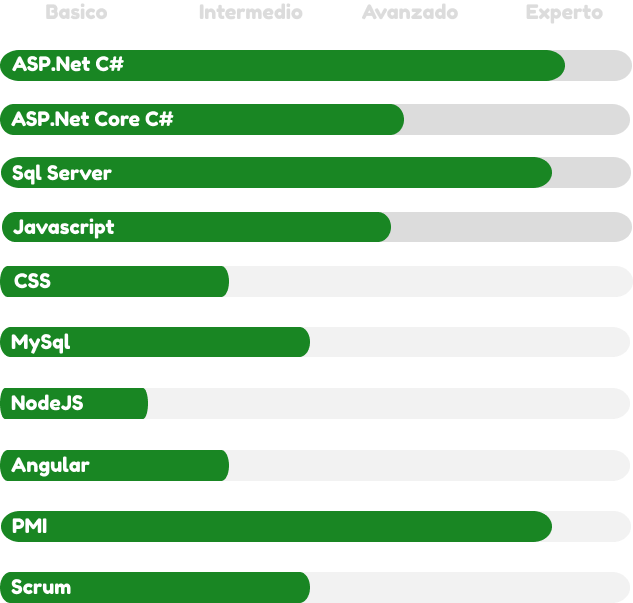 Basico Intermedio Avanzado Experto
ASP.Net C#
ASP.Net Core C#
Sql Server
Javascript
CSS
MySql
NodeJS
Angular
PMI
Scrum